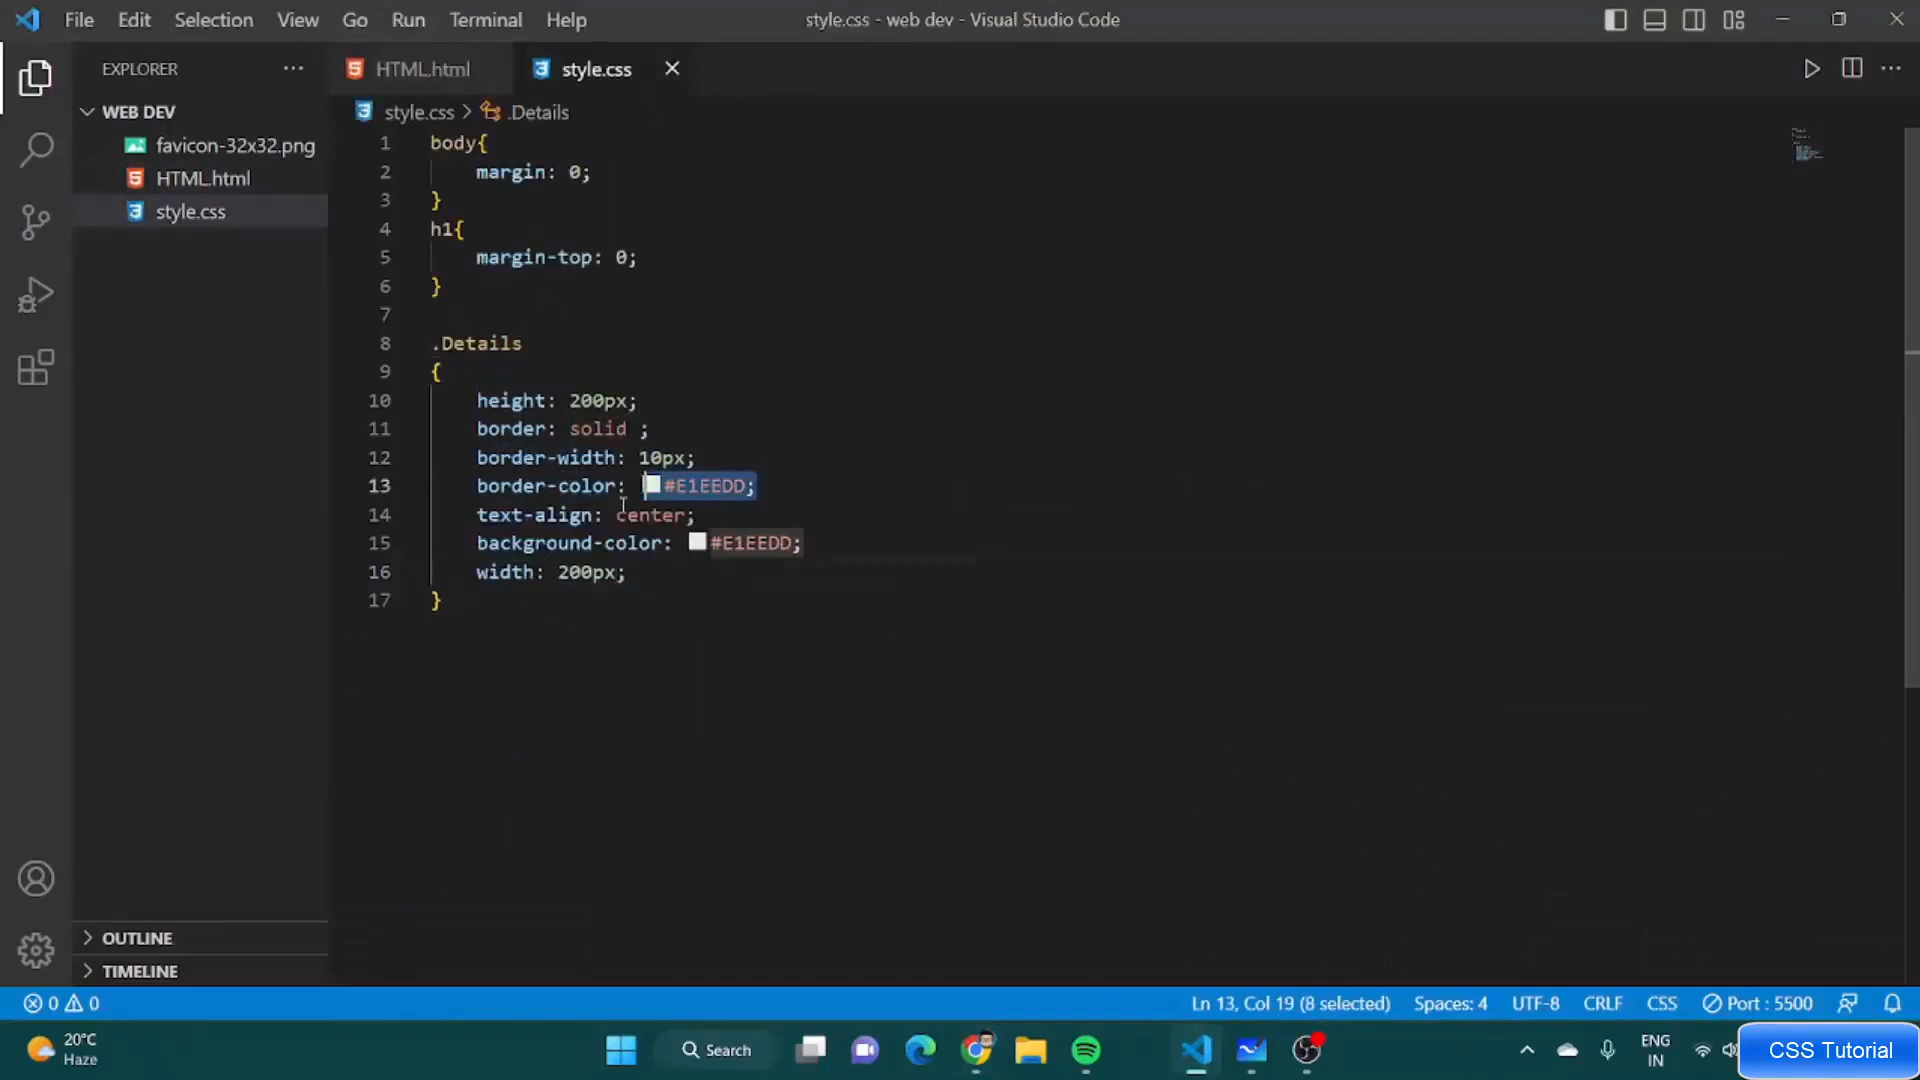 File Edit Selection View Go Run Terminal Help style.css - web dev - Visual Studio Code
EXPLORER
HTML.html
style.css
WEB DEV
favicon-32x32.png
HTML.html
style.css
style.css > .Details
1 body{
2 margin: 0;
3 }
4 h1{
5 margin-top: 0;
6 }
7
8 .Details
9 {
10 height: 200px;
11 border: solid ;
12 border-width: 10px;
13 border-color: #E1EEDD;
14 text-align: center;
15 background-color: #E1EEDD;
16 width: 200px;
17 }
OUTLINE
TIMELINE
0 0 Ln 13, Col 19 (8 selected) Spaces: 4 UTF-8 CRLF CSS Port : 5500
20°C
Haze
Search
ENG
IN
CSS Tutorial